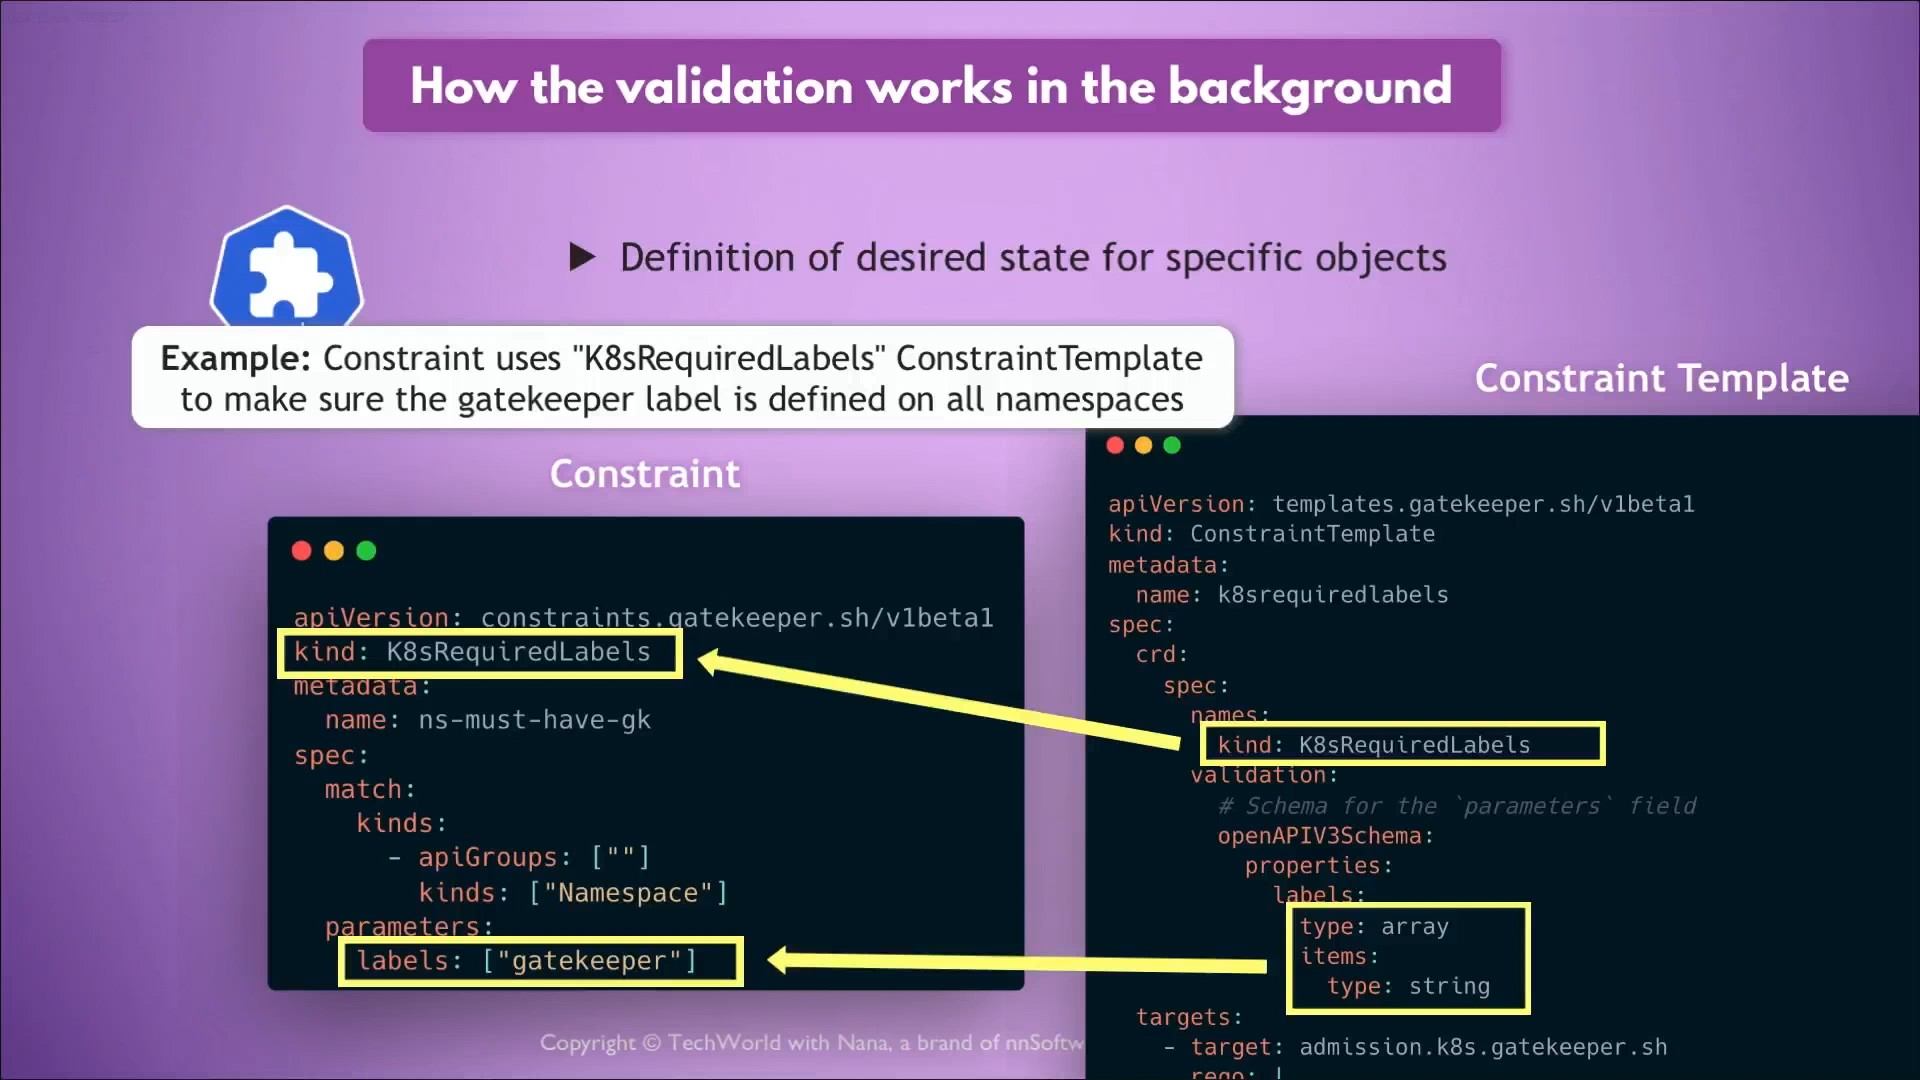 How the validation works in the background
▶ Definition of desired state for specific objects
Example: Constraint uses "K8sRequiredLabels" ConstraintTemplate
to make sure the gatekeeper label is defined on all namespaces
Constraint
apiVersion: constraints.gatekeeper.sh/v1beta1
kind: K8sRequiredLabels
metadata:
  name: ns-must-have-gk
spec:
  match:
    kinds:
      - apiGroups: [""]
        kinds: ["Namespace"]
  parameters:
    labels: ["gatekeeper"]
Constraint Template
apiVersion: templates.gatekeeper.sh/v1beta1
kind: ConstraintTemplate
metadata:
  name: k8srequiredlabels
spec:
  crd:
    spec:
      names:
        kind: K8sRequiredLabels
      validation:
        # Schema for the `parameters` field
        openAPIV3Schema:
          properties:
            labels:
              type: array
              items:
                type: string
  targets:
    - target: admission.k8s.gatekeeper.sh
      rego: |
Copyright © TechWorld with Nana, a brand of nnSoftw